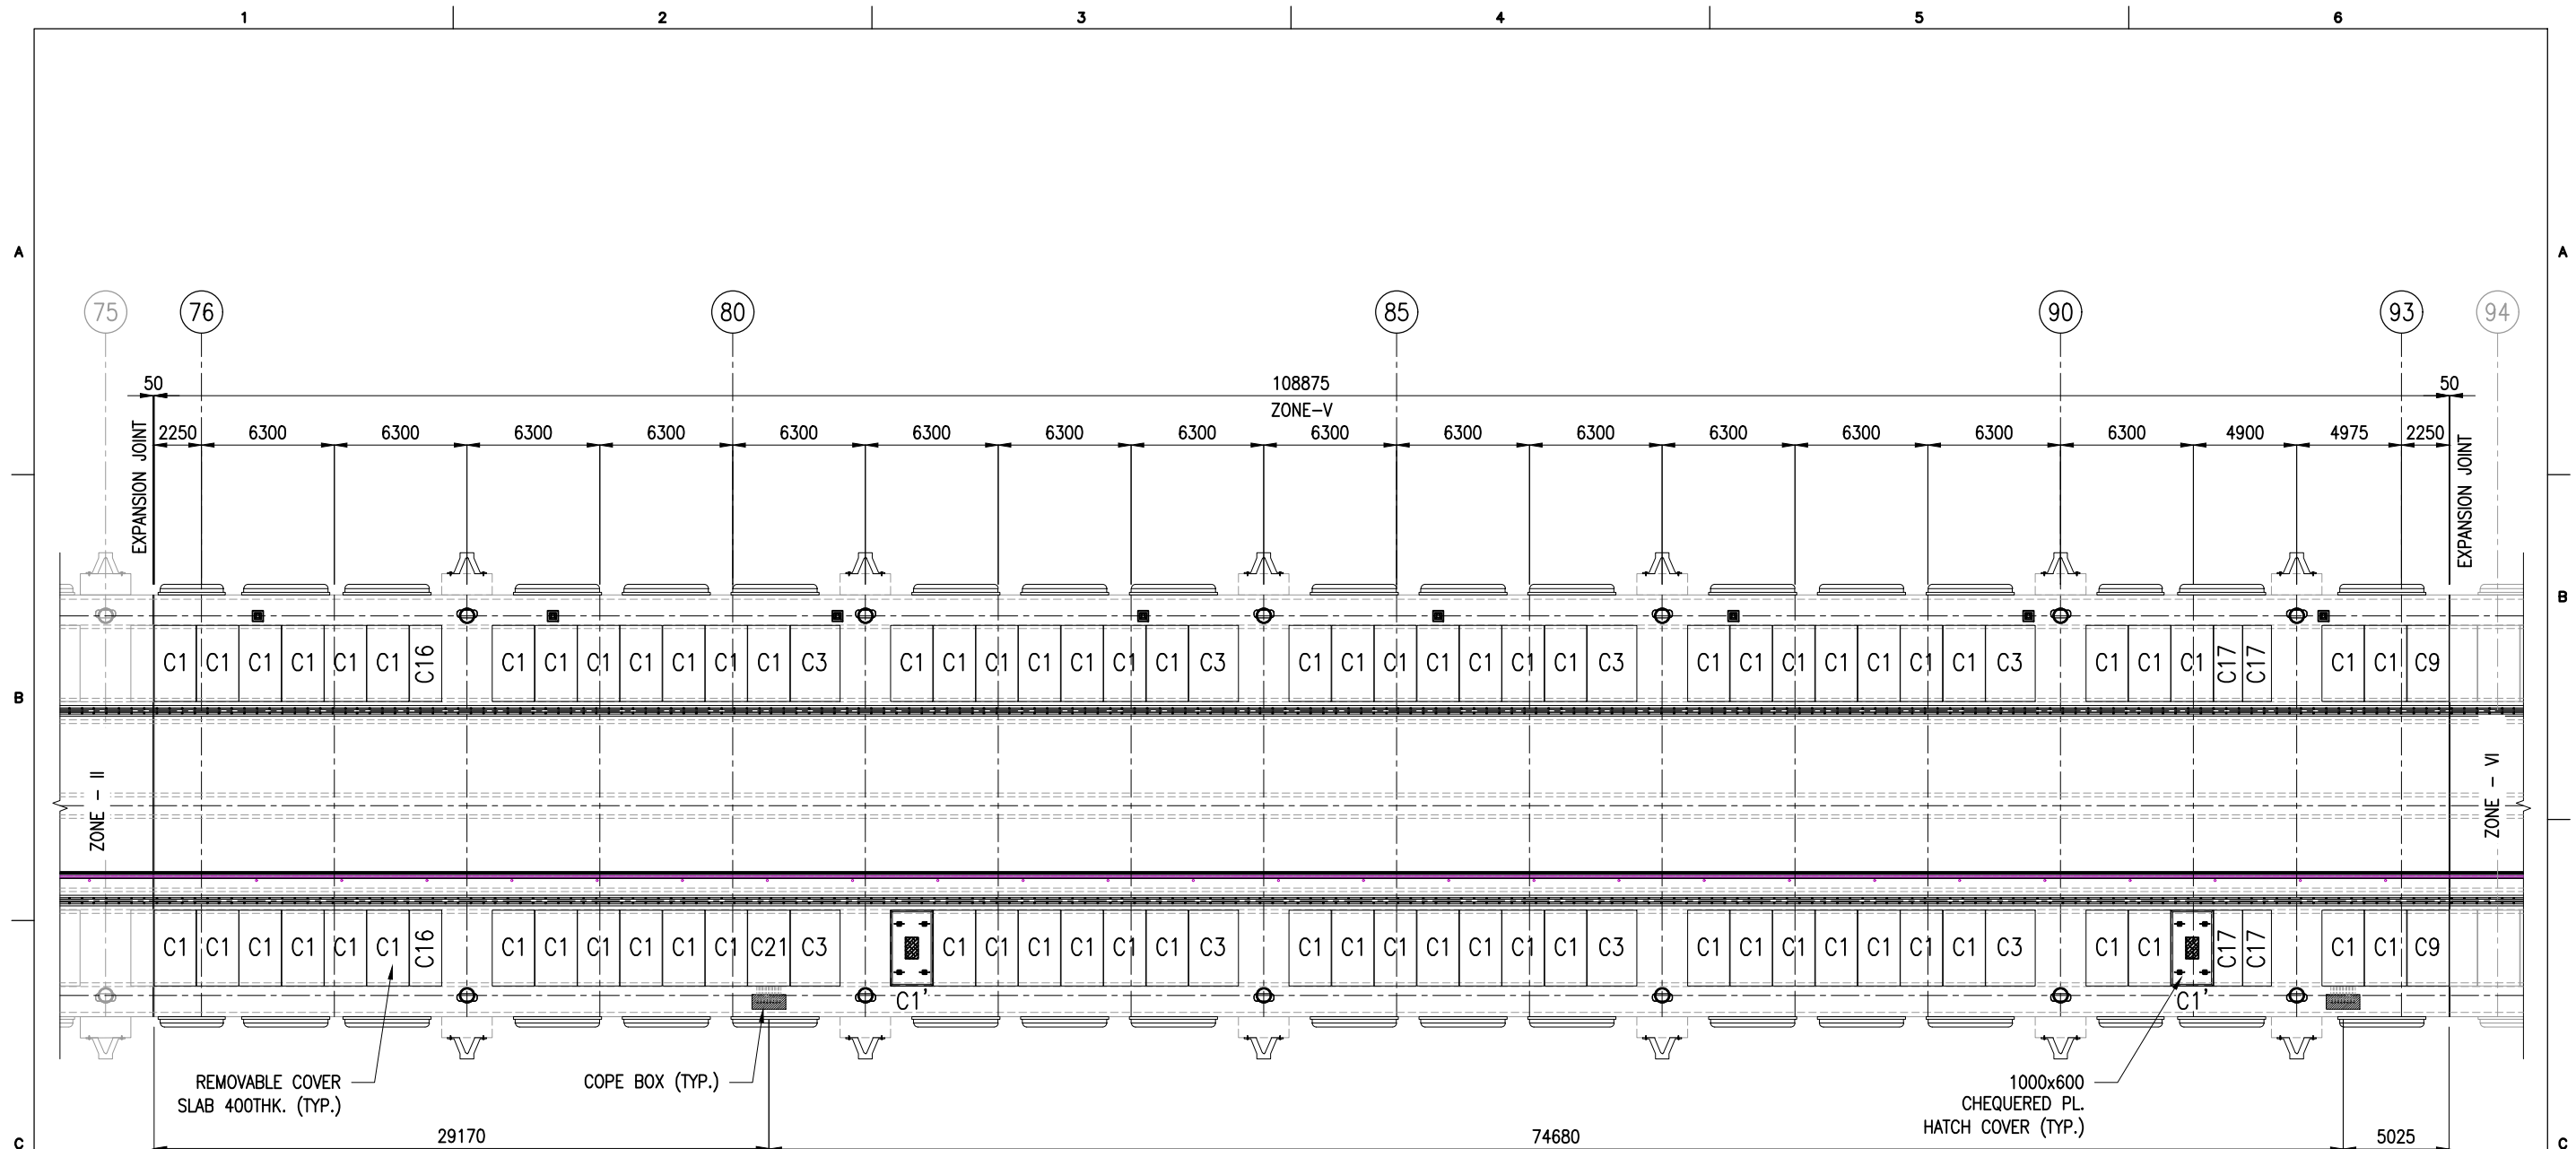 1 2 3 4 5 6
A A
75 76 80 85 90 93 94
50 108875 50
ZONE-V
2250 6300 6300 6300 6300 6300 6300 6300 6300 6300 6300 6300 6300 6300 6300 6300 4900 4975 2250
EXPANSION JOINT
EXPANSION JOINT
B
C1 C1 C1 C1 C1 C1 C16 C1 C1 C1 C1 C1 C1 C1 C3 C1 C1 C1 C1 C1 C1 C1 C3 C1 C1 C1 C1 C1 C1 C1 C3 C1 C1 C1 C1 C1 C1 C1 C3 C1 C1 C1 C17 C17 C1 C1 C9
B B
ZONE - II
ZONE - VI
C1 C1 C1 C1 C1 C1 C16 C1 C1 C1 C1 C1 C1 C21 C3 C1 C1 C1 C1 C1 C1 C3 C1 C1 C1 C1 C1 C1 C1 C3 C1 C1 C1 C1 C1 C1 C1 C3 C1 C1 C17 C17 C1 C1 C9
C1' C1'
REMOVABLE COVER
SLAB 400THK. (TYP.)
COPE BOX (TYP.)
1000x600
CHEQUERED PL.
HATCH COVER (TYP.)
29170 74680 5025
C C